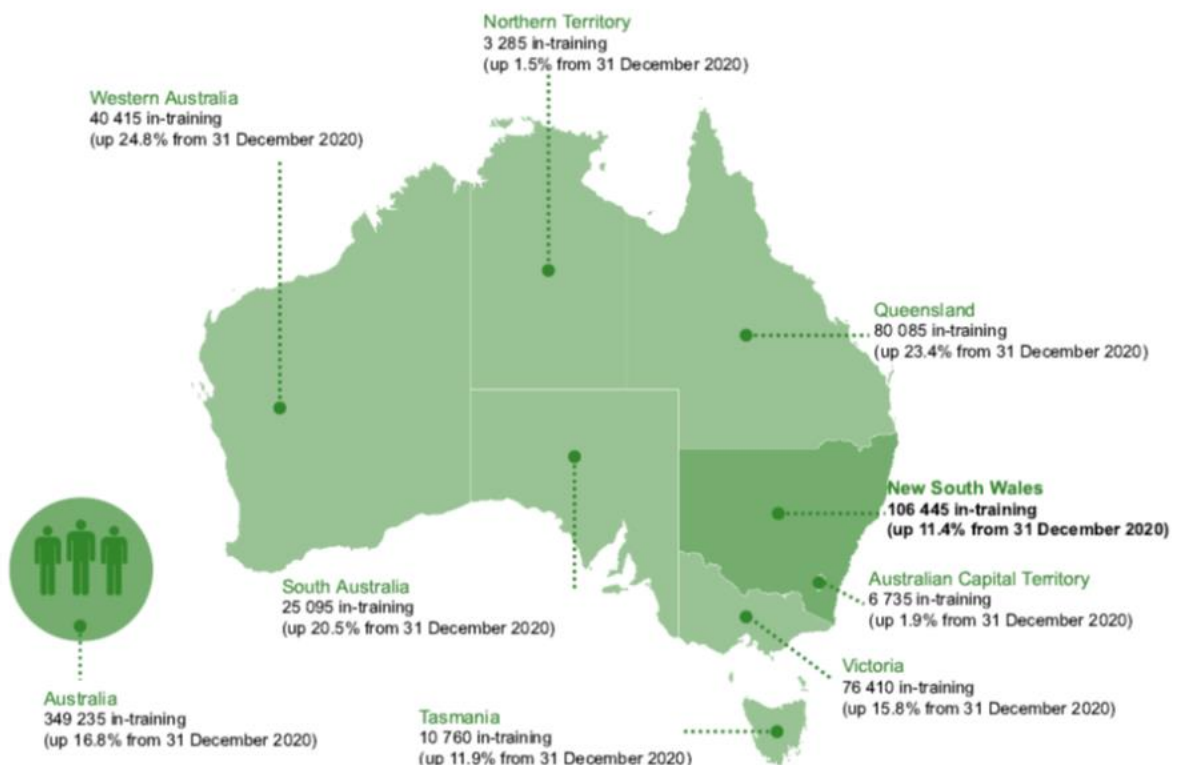 Northern Territory
3 285 in-training
(up 1.5% from 31 December 2020)
Western Australia
40 415 in-training
(up 24.8% from 31 December 2020)
Queensland
80 085 in-training
(up 23.4% from 31 December 2020)
New South Wales
106 445 in-training
(up 11.4% from 31 December 2020)
Australian Capital Territory
6 735 in-training
(up 1.9% from 31 December 2020)
South Australia
25 095 in-training
(up 20.5% from 31 December 2020)
Victoria
76 410 in-training
(up 15.8% from 31 December 2020)
Australia
349 235 in-training
(up 16.8% from 31 December 2020)
Tasmania
10 760 in-training
(up 11.9% from 31 December 2020)